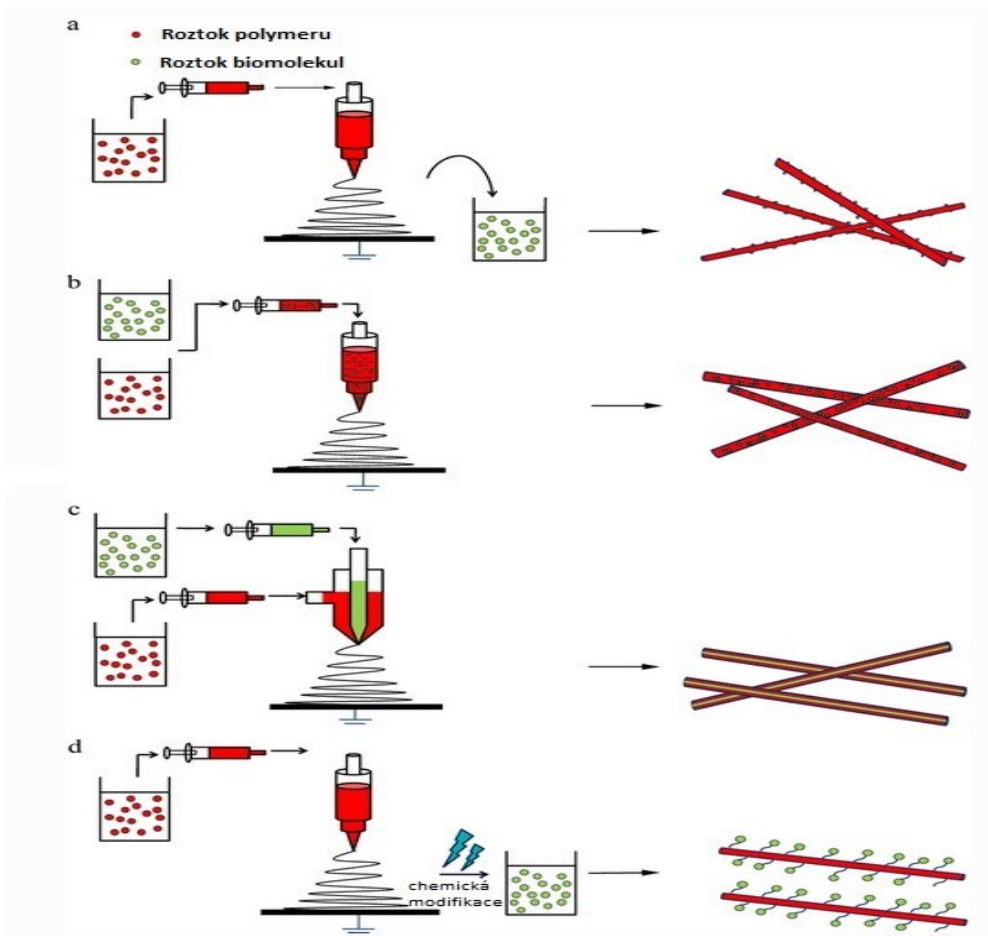 a
Roztok polymeru
Roztok biomolekul
b
c
d
chemická
modifikace